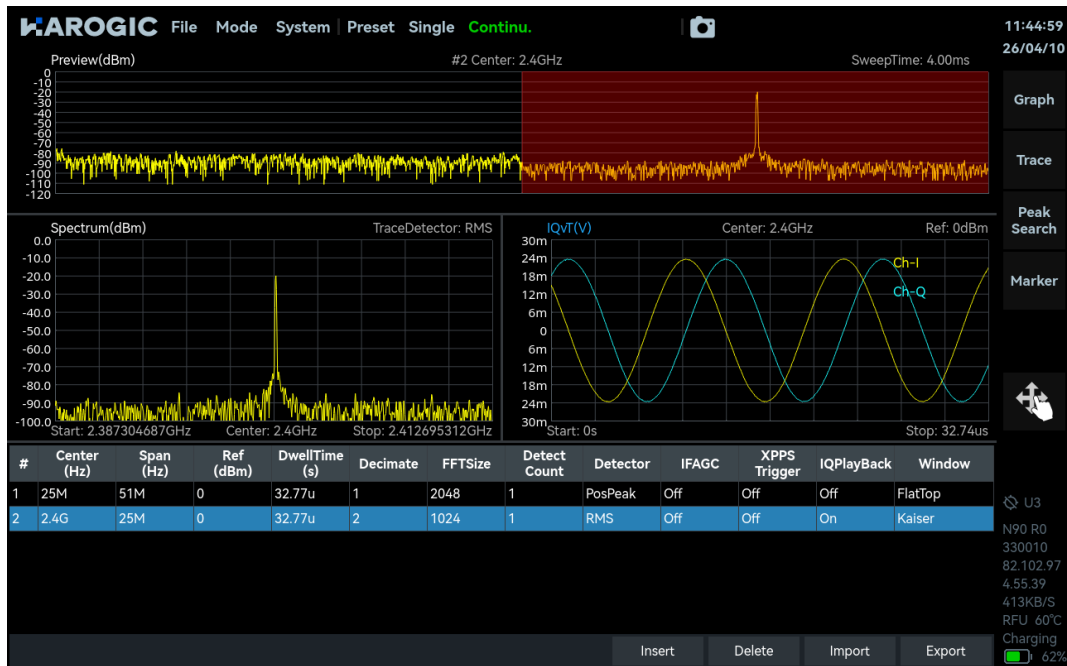 HAROGIC File Mode System Preset Single Continu.
11:44:59
26/04/10
Preview(dBm) #2 Center: 2.4GHz SweepTime: 4.00ms
0
-10
-20
-30
-40
-50
-60
-70
-80
-90
-100
-110
-120
Graph
Trace
Peak
Search
Marker
Spectrum(dBm) TraceDetector: RMS
0.0
-10.0
-20.0
-30.0
-40.0
-50.0
-60.0
-70.0
-80.0
-90.0
-100.0
Start: 2.387304687GHz Center: 2.4GHz Stop: 2.412695312GHz
IQvT(V) Center: 2.4GHz Ref: 0dBm
30m
24m
18m
12m
6m
0
6m
12m
18m
24m
30m
Ch-I
Ch-Q
Start: 0s Stop: 32.74us
# Center (Hz) Span (Hz) Ref (dBm) DwellTime (s) Decimate FFTSize Detect Count Detector IFAGC XPPS Trigger IQPlayBack Window
1 25M 51M 0 32.77u 1 2048 1 PosPeak Off Off Off FlatTop
2 2.4G 25M 0 32.77u 2 1024 1 RMS Off Off On Kaiser
U3
N90 R0
330010
82.102.97
4.55.39
413KB/S
RFU 60°C
Charging
62%
Insert Delete Import Export